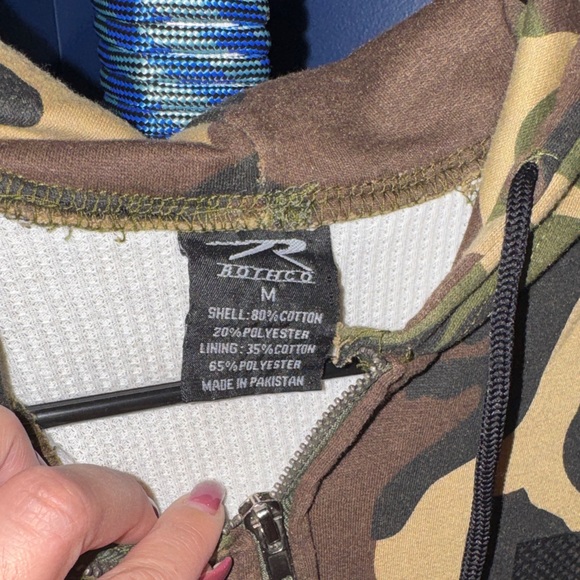 ROTHCO
M
SHELL: 80% COTTON
20% POLYESTER
LINING: 35% COTTON
65% POLYESTER
MADE IN PAKISTAN